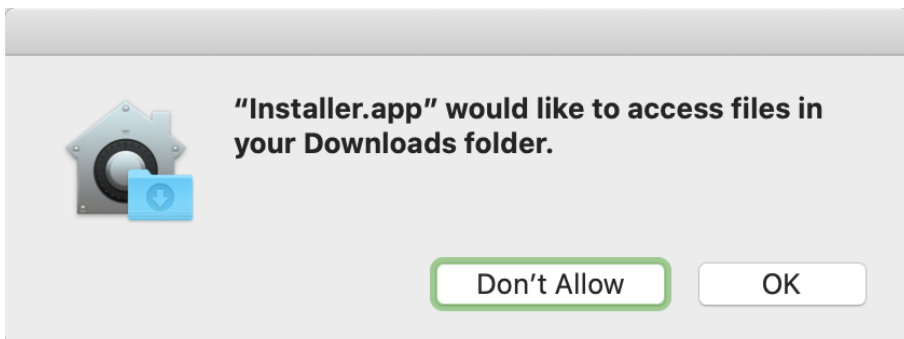 “Installer.app” would like to access files in
your Downloads folder.
Don’t Allow
OK